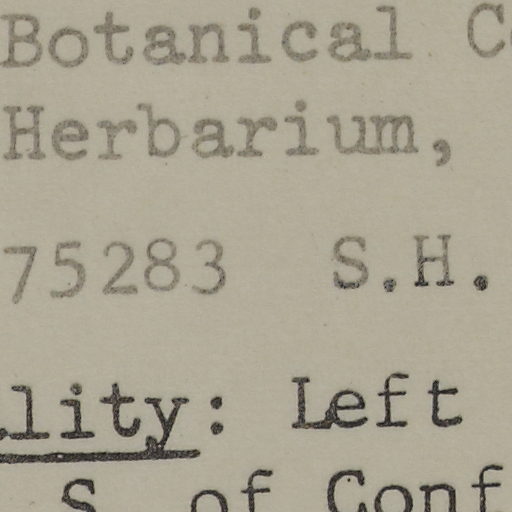 Botanical C
Herbarium,
75283 S.H.
lity: Left
S. of Conf